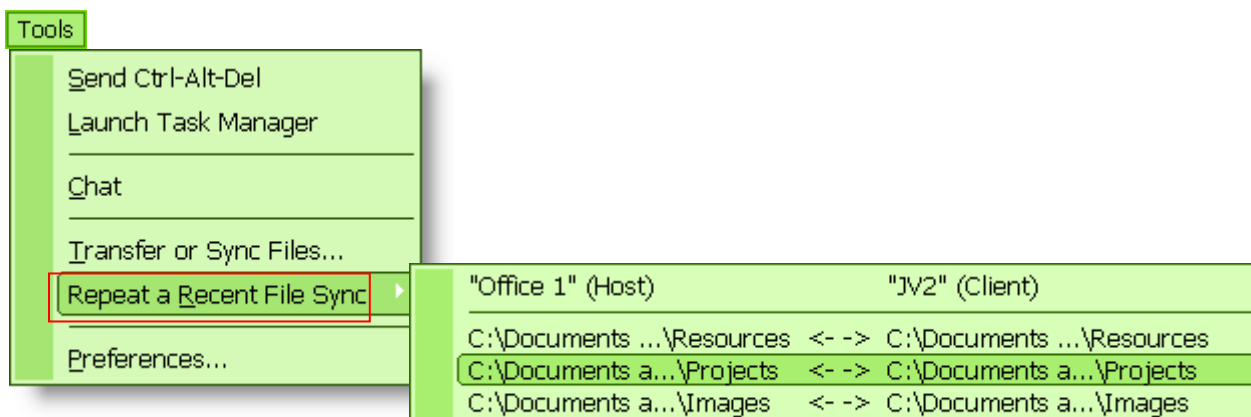 Tools
Send Ctrl-Alt-Del
Launch Task Manager
Chat
Transfer or Sync Files...
Repeat a Recent File Sync
Preferences...
"Office 1" (Host) "JV2" (Client)
C:\Documents ...\Resources <- -> C:\Documents ...\Resources
C:\Documents a...\Projects <- -> C:\Documents a...\Projects
C:\Documents a...\Images <- -> C:\Documents a...\Images